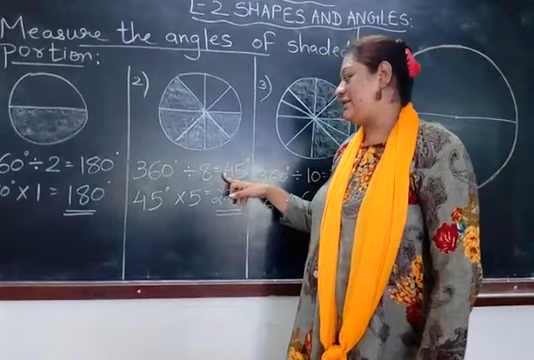 L-2 SHAPES AND ANGLES:
Measure the angles of shaded
portion:
2)
3)
60° ÷ 2 = 180°
0° × 1 = 180°
360° ÷ 8 = 45°
45° × 5 =
360° ÷ 10 =